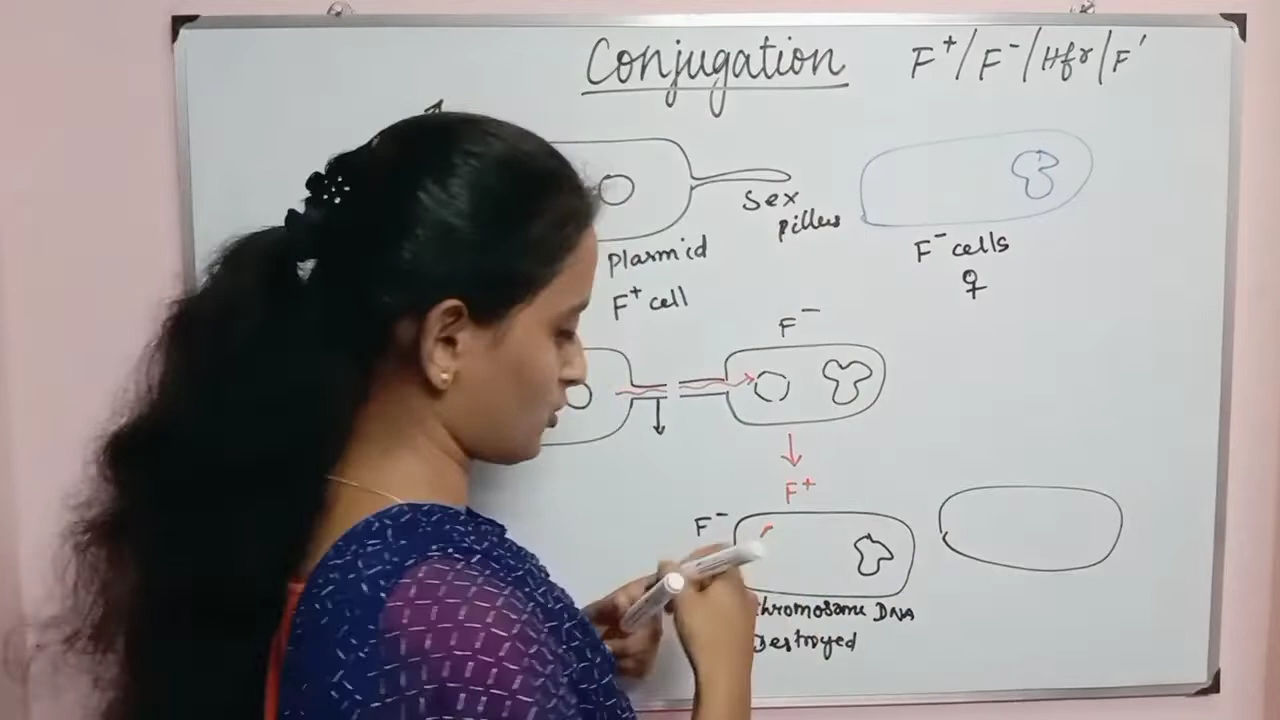 Conjugation F⁺/F⁻/Hfr/F′
Sex
pillus
Plasmid
F⁺ cell
F⁻ cells
♀
F⁻
F⁺
F⁻
chromosome DNA
Destroyed